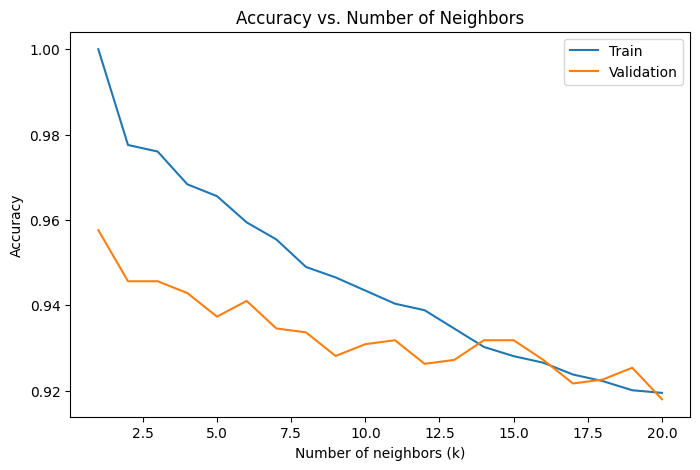 Accuracy vs. Number of Neighbors
Train
Validation
1.00
0.98
0.96
0.94
0.92
Accuracy
2.5 5.0 7.5 10.0 12.5 15.0 17.5 20.0
Number of neighbors (k)